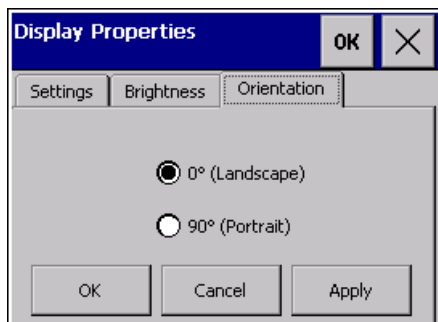 Display Properties OK
Settings Brightness Orientation
0° (Landscape)
90° (Portrait)
OK Cancel Apply